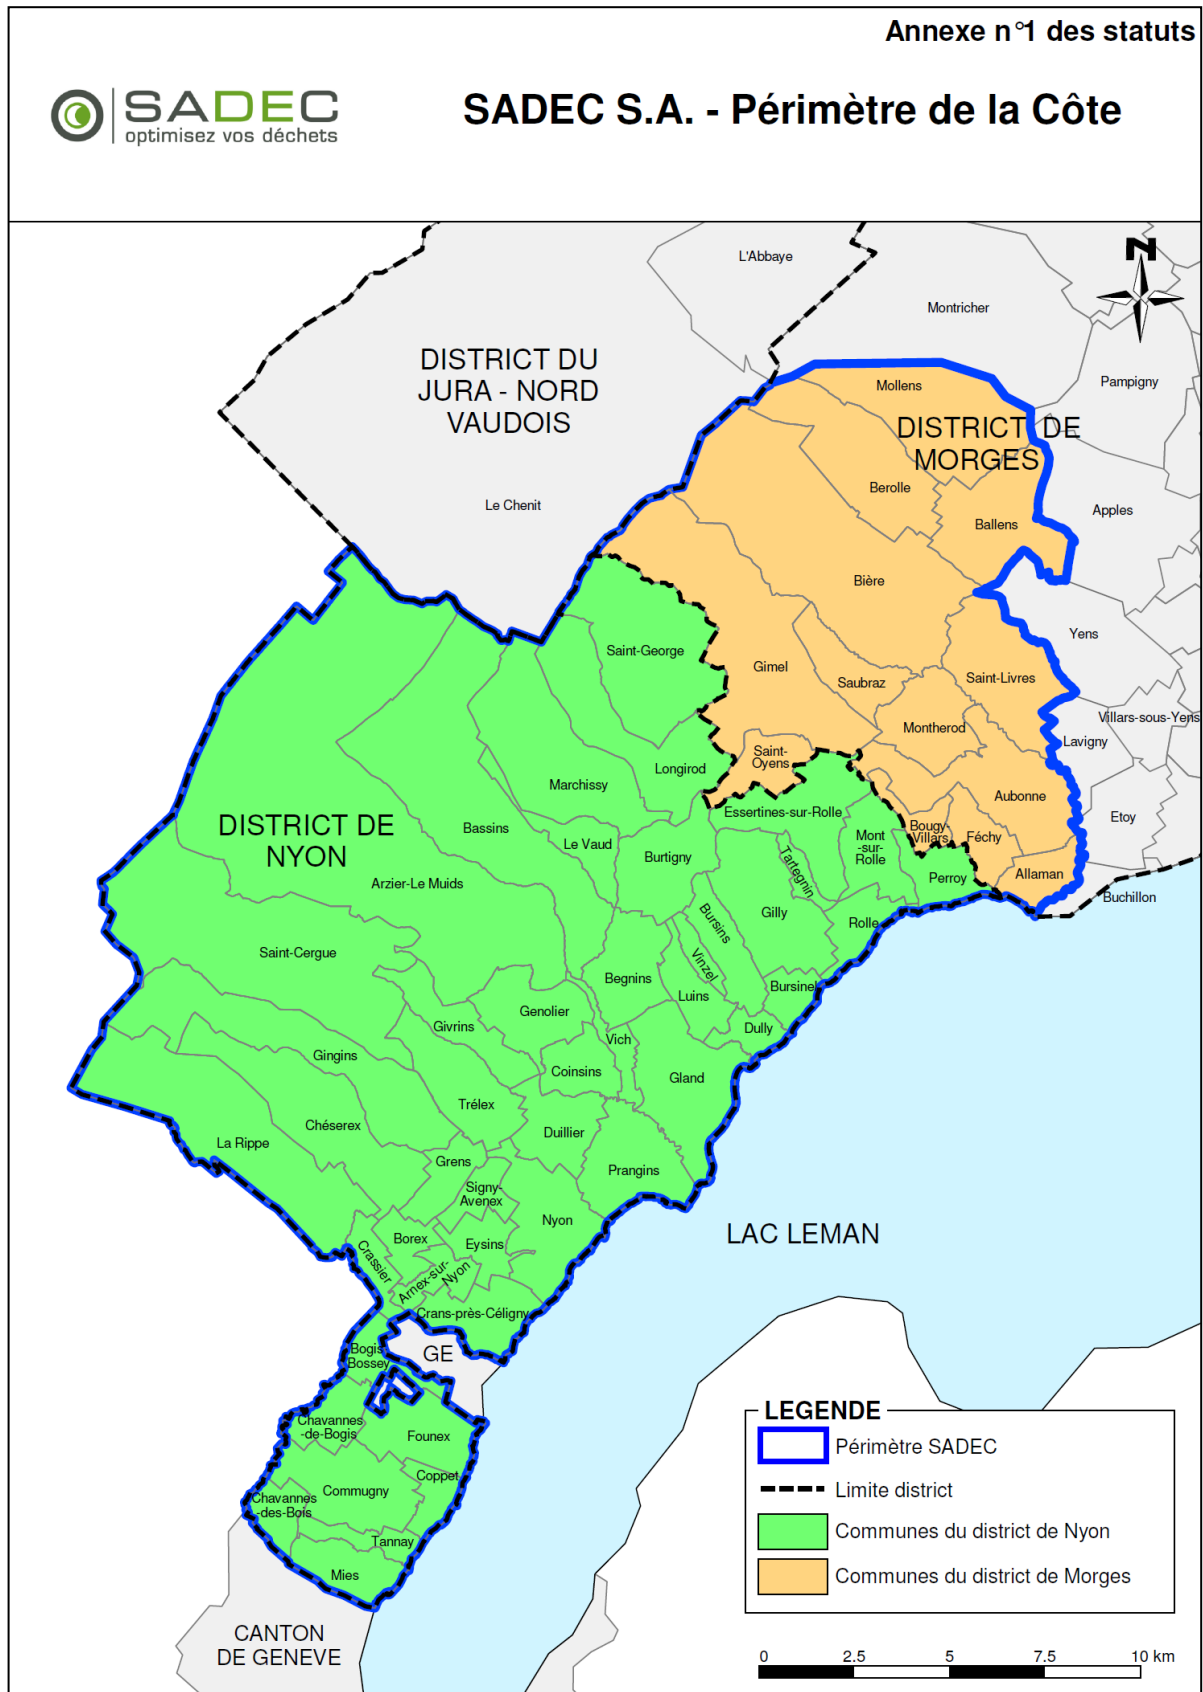 Annexe n°1 des statuts
SADEC
optimisez vos déchets
SADEC S.A. - Périmètre de la Côte
L'Abbaye
N
Montricher
DISTRICT DU
JURA - NORD
VAUDOIS
Pampigny
Mollens
DISTRICT DE
MORGES
Berolle
Le Chenit
Apples
Ballens
Bière
Yens
Saint-George
Gimel
Saubraz
Saint-Livres
Villars-sous-Yens
Montherod
Lavigny
Saint-
Oyens
Longirod
Marchissy
Aubonne
Essertines-sur-Rolle
Etoy
DISTRICT DE
NYON
Bassins
Le Vaud
Burtigny
Mont
-sur-
Rolle
Bougy-
Villars
Féchy
Tartegnin
Allaman
Perroy
Arzier-Le Muids
Buchillon
Gilly
Bursins
Rolle
Saint-Cergue
Vinzel
Begnins
Luins
Bursinel
Genolier
Givrins
Dully
Vich
Gingins
Coinsins
Gland
Trélex
Chéserex
Duillier
La Rippe
Grens
Prangins
Signy-
Avenex
Nyon
Borex
Eysins
LAC LEMAN
Crassier
Arnex-sur-
Nyon
Crans-près-Céligny
Bogis
Bossey
GE
Chavannes
-de-Bogis
Founex
Coppet
Commugny
Chavannes
-des-Bois
Tannay
Mies
CANTON
DE GENEVE
LEGENDE
Périmètre SADEC
Limite district
Communes du district de Nyon
Communes du district de Morges
0 2.5 5 7.5 10 km